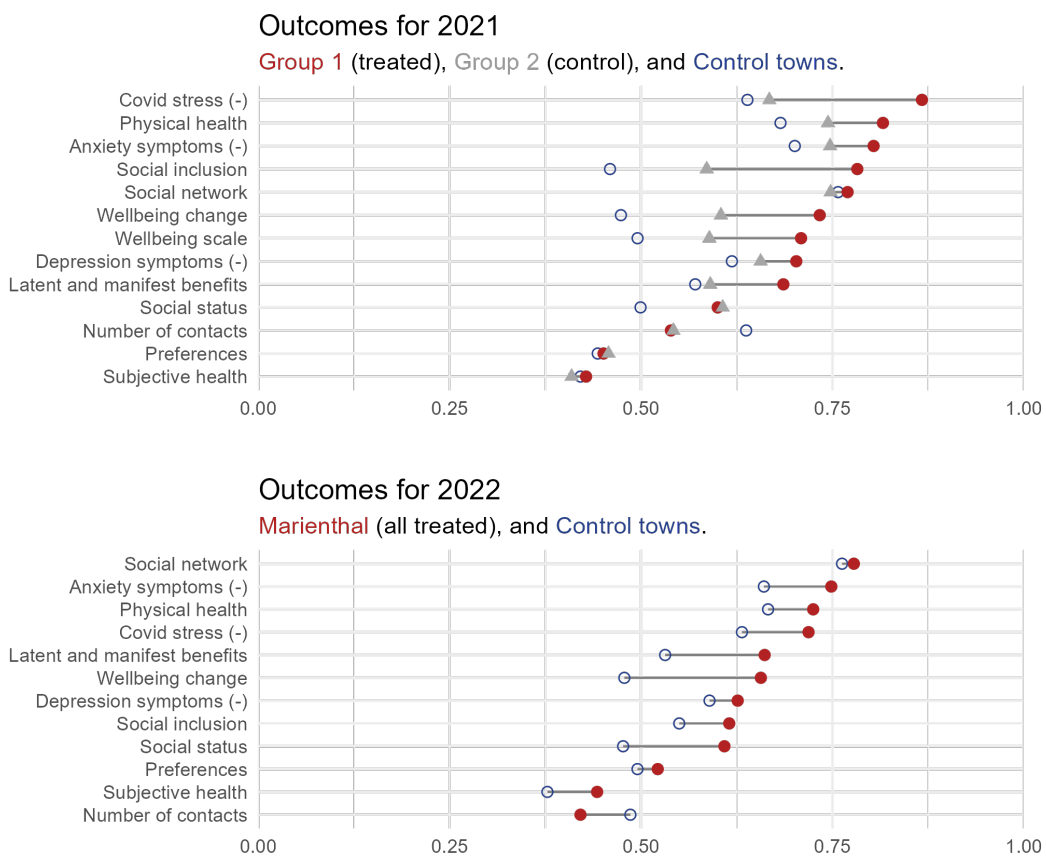 Outcomes for 2021
Group 1 (treated), Group 2 (control), and Control towns.
Covid stress (-)
Physical health
Anxiety symptoms (-)
Social inclusion
Social network
Wellbeing change
Wellbeing scale
Depression symptoms (-)
Latent and manifest benefits
Social status
Number of contacts
Preferences
Subjective health
0.00 0.25 0.50 0.75 1.00
Outcomes for 2022
Marienthal (all treated), and Control towns.
Social network
Anxiety symptoms (-)
Physical health
Covid stress (-)
Latent and manifest benefits
Wellbeing change
Depression symptoms (-)
Social inclusion
Social status
Preferences
Subjective health
Number of contacts
0.00 0.25 0.50 0.75 1.00